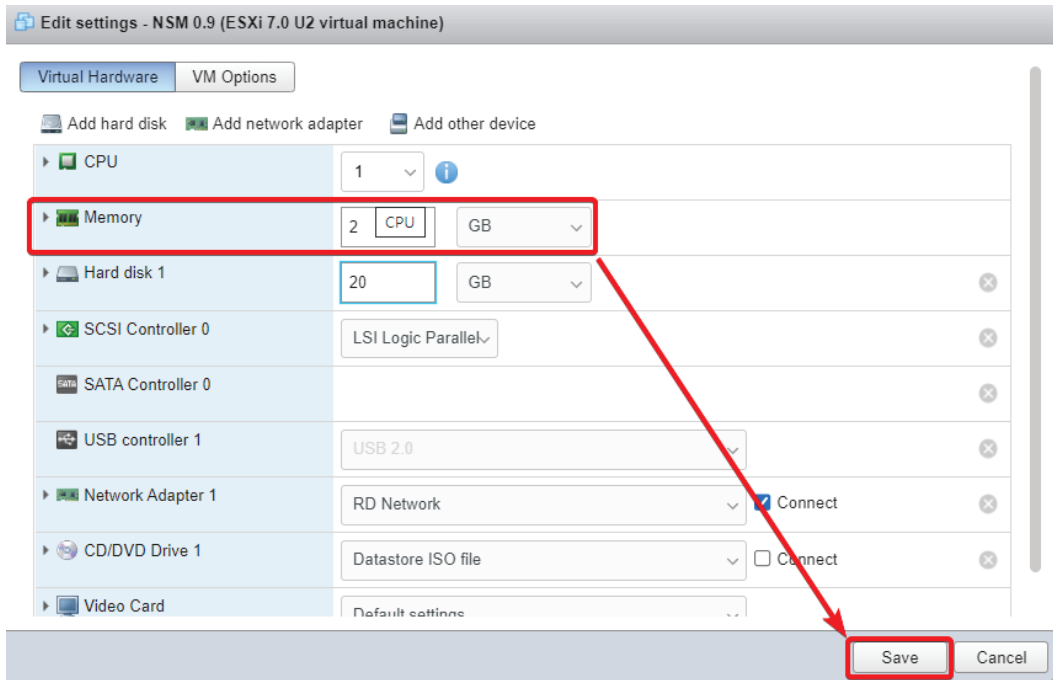 Edit settings - NSM 0.9 (ESXi 7.0 U2 virtual machine)
Virtual Hardware VM Options
Add hard disk Add network adapter Add other device
CPU 1
Memory 2 CPU GB
Hard disk 1 20 GB
SCSI Controller 0 LSI Logic Parallel
SATA SATA Controller 0
USB controller 1 USB 2.0
Network Adapter 1 RD Network Connect
CD/DVD Drive 1 Datastore ISO file Connect
Video Card Default settings
Save Cancel